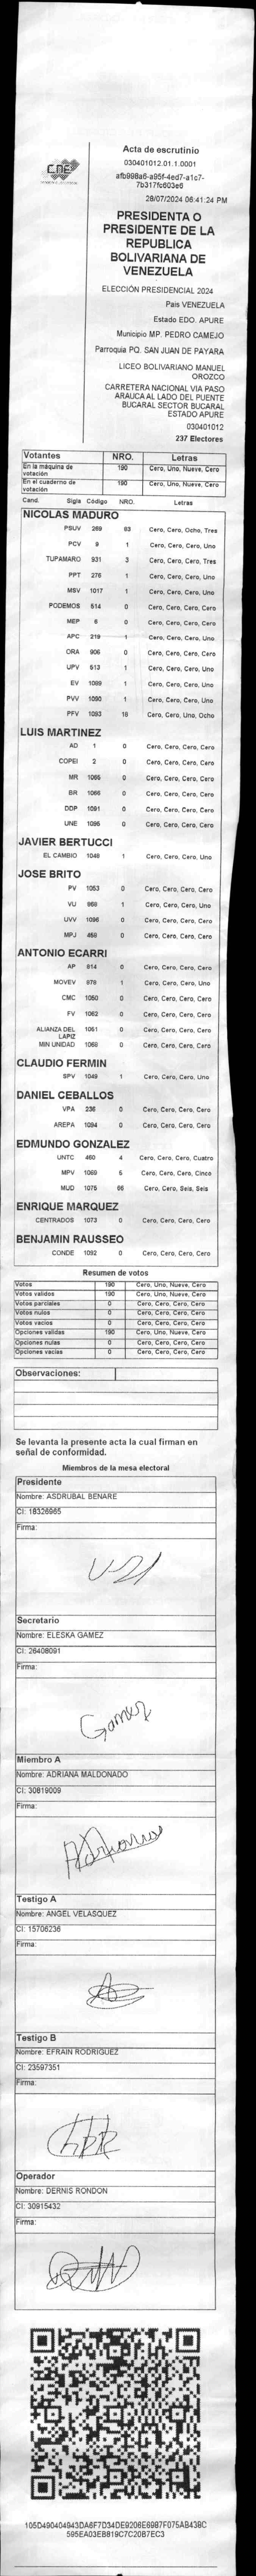 CNE
Acta de escrutinio
030401012.01.1.0001
afb998a6-a95f-4ed7-a1c7-
7b317fc603e6
28/07/2024 06:41:24 PM
PRESIDENTA O
PRESIDENTE DE LA
REPUBLICA
BOLIVARIANA DE
VENEZUELA
ELECCIÓN PRESIDENCIAL 2024
Pais VENEZUELA
Estado EDO. APURE
Municipio MP. PEDRO CAMEJO
Parroquia PQ. SAN JUAN DE PAYARA
LICEO BOLIVARIANO MANUEL
OROZCO
CARRETERA NACIONAL VIA PASO
ARAUCA AL LADO DEL PUENTE
BUCARAL SECTOR BUCARAL
ESTADO APURE
030401012
237 Electores
Votantes NRO. Letras
En la máquina de votación 190 Cero, Uno, Nueve, Cero
En el cuaderno de votación 190 Cero, Uno, Nueve, Cero
Cand. Sigla Código NRO. Letras
NICOLAS MADURO
PSUV 269 83 Cero, Cero, Ocho, Tres
PCV 9 1 Cero, Cero, Cero, Uno
TUPAMARO 931 3 Cero, Cero, Cero, Tres
PPT 276 1 Cero, Cero, Cero, Uno
MSV 1017 1 Cero, Cero, Cero, Uno
PODEMOS 514 0 Cero, Cero, Cero, Cero
MEP 6 0 Cero, Cero, Cero, Cero
APC 219 1 Cero, Cero, Cero, Uno
ORA 906 0 Cero, Cero, Cero, Cero
UPV 513 1 Cero, Cero, Cero, Uno
EV 1089 1 Cero, Cero, Cero, Uno
PVV 1090 1 Cero, Cero, Cero, Uno
PFV 1093 18 Cero, Cero, Uno, Ocho
LUIS MARTINEZ
AD 1 0 Cero, Cero, Cero, Cero
COPEI 2 0 Cero, Cero, Cero, Cero
MR 1065 0 Cero, Cero, Cero, Cero
BR 1066 0 Cero, Cero, Cero, Cero
DDP 1091 0 Cero, Cero, Cero, Cero
UNE 1095 0 Cero, Cero, Cero, Cero
JAVIER BERTUCCI
EL CAMBIO 1048 1 Cero, Cero, Cero, Uno
JOSE BRITO
PV 1053 0 Cero, Cero, Cero, Cero
VU 968 1 Cero, Cero, Cero, Uno
UVV 1096 0 Cero, Cero, Cero, Cero
MPJ 468 0 Cero, Cero, Cero, Cero
ANTONIO ECARRI
AP 814 0 Cero, Cero, Cero, Cero
MOVEV 978 1 Cero, Cero, Cero, Uno
CMC 1050 0 Cero, Cero, Cero, Cero
FV 1062 0 Cero, Cero, Cero, Cero
ALIANZA DEL LAPIZ 1051 0 Cero, Cero, Cero, Cero
MIN UNIDAD 1068 0 Cero, Cero, Cero, Cero
CLAUDIO FERMIN
SPV 1049 1 Cero, Cero, Cero, Uno
DANIEL CEBALLOS
VPA 236 0 Cero, Cero, Cero, Cero
AREPA 1094 0 Cero, Cero, Cero, Cero
EDMUNDO GONZALEZ
UNTC 460 4 Cero, Cero, Cero, Cuatro
MPV 1069 5 Cero, Cero, Cero, Cinco
MUD 1075 66 Cero, Cero, Seis, Seis
ENRIQUE MARQUEZ
CENTRADOS 1073 0 Cero, Cero, Cero, Cero
BENJAMIN RAUSSEO
CONDE 1092 0 Cero, Cero, Cero, Cero
Resumen de votos
Votos 190 Cero, Uno, Nueve, Cero
Votos validos 190 Cero, Uno, Nueve, Cero
Votos parciales 0 Cero, Cero, Cero, Cero
Votos nulos 0 Cero, Cero, Cero, Cero
Votos vacios 0 Cero, Cero, Cero, Cero
Opciones validas 190 Cero, Uno, Nueve, Cero
Opciones nulas 0 Cero, Cero, Cero, Cero
Opciones vacias 0 Cero, Cero, Cero, Cero
Observaciones:
Se levanta la presente acta la cual firman en
señal de conformidad.
Miembros de la mesa electoral
Presidente
Nombre: ASDRUBAL BENARE
CI: 18326965
Firma:
Secretario
Nombre: ELESKA GAMEZ
CI: 26408091
Firma:
Gamez
Miembro A
Nombre: ADRIANA MALDONADO
CI: 30819009
Firma:
Adriana
Testigo A
Nombre: ANGEL VELASQUEZ
CI: 15706236
Firma:
Testigo B
Nombre: EFRAIN RODRIGUEZ
CI: 23597351
Firma:
Operador
Nombre: DERNIS RONDON
CI: 30915432
Firma:
105D490404943DA6F7D34DE9206E6987F075AB43BC
595EA03EB819C7C20B7EC3